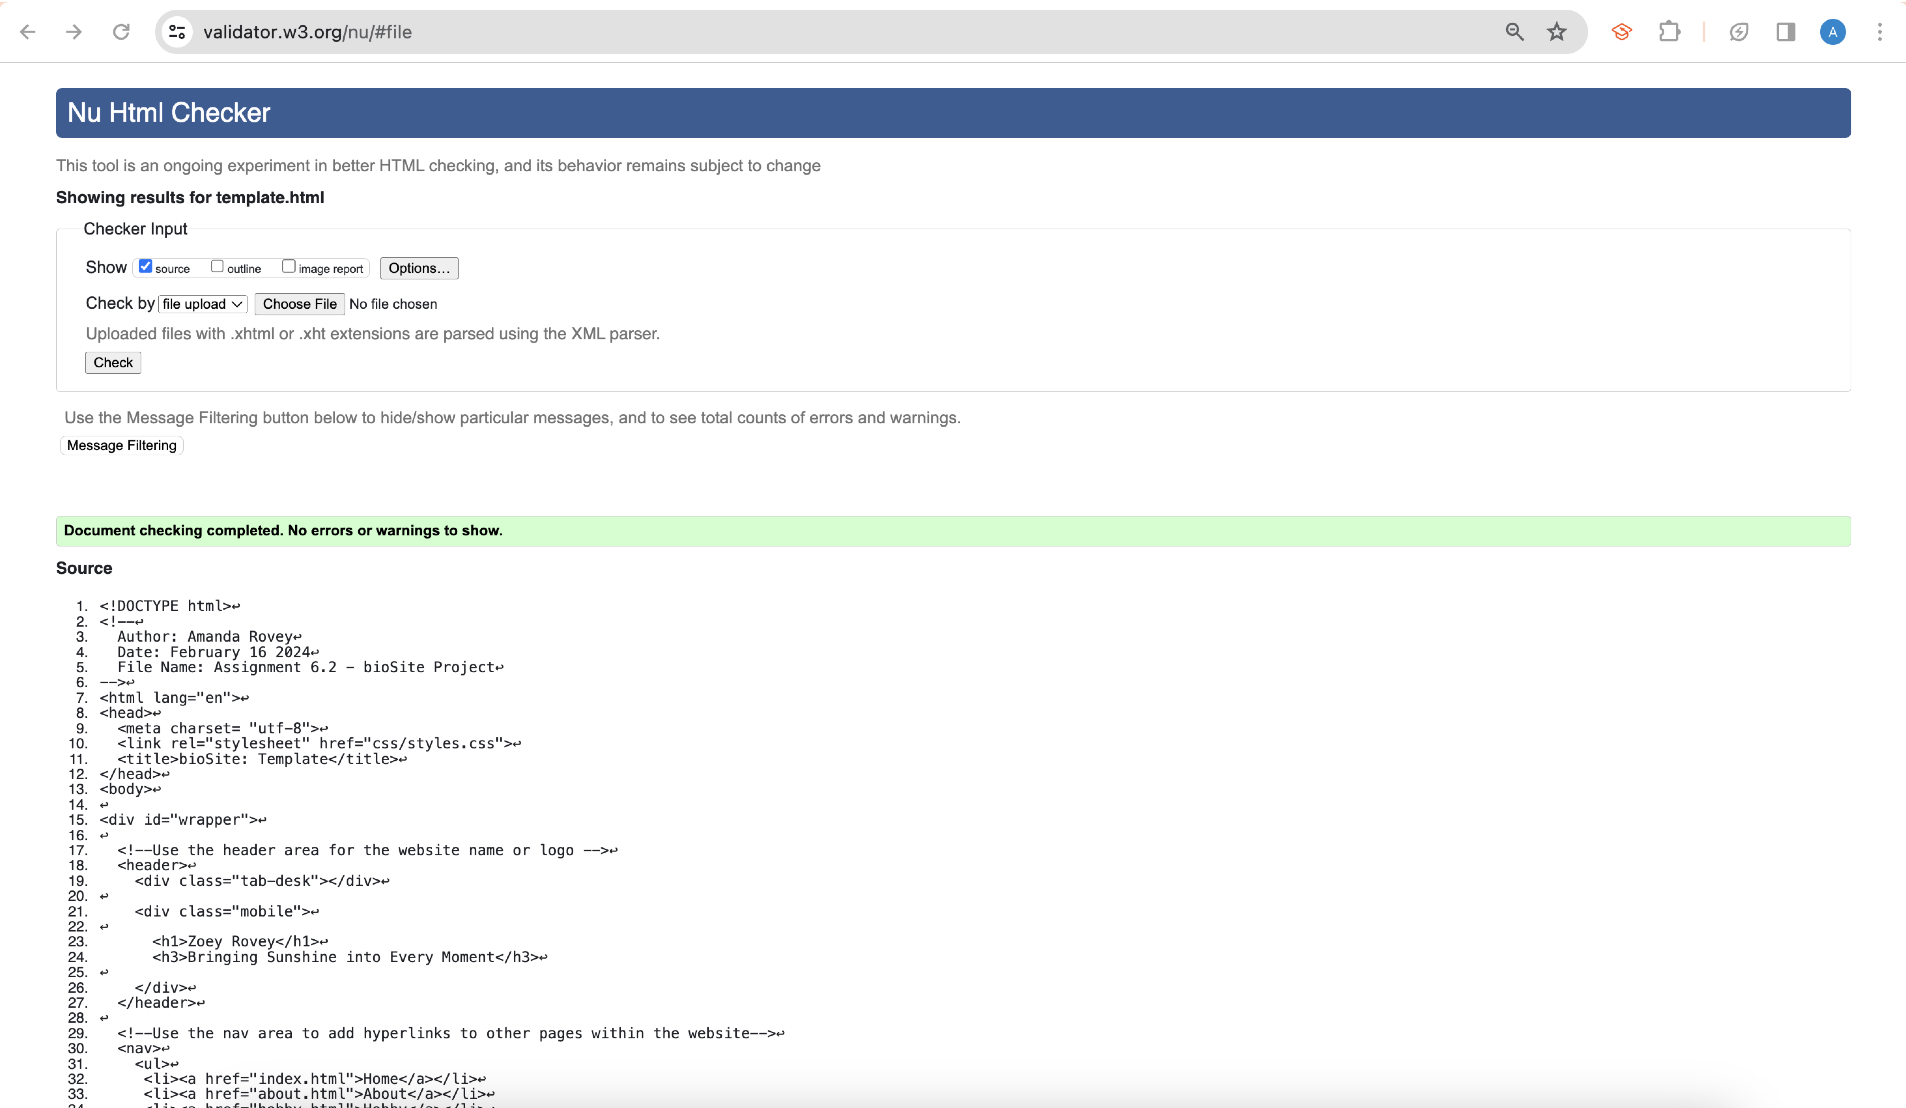 validator.w3.org/nu/#file
A
Nu Html Checker
This tool is an ongoing experiment in better HTML checking, and its behavior remains subject to change
Showing results for template.html
Checker Input
Show source outline image report Options...
Check by file upload Choose File No file chosen
Uploaded files with .xhtml or .xht extensions are parsed using the XML parser.
Check
Use the Message Filtering button below to hide/show particular messages, and to see total counts of errors and warnings.
Message Filtering
Document checking completed. No errors or warnings to show.
Source
1. <!DOCTYPE html>↩
2. <!--↩
3. Author: Amanda Rovey↩
4. Date: February 16 2024↩
5. File Name: Assignment 6.2 - bioSite Project↩
6. -->↩
7. <html lang="en">↩
8. <head>↩
9. <meta charset= "utf-8">↩
10. <link rel="stylesheet" href="css/styles.css">↩
11. <title>bioSite: Template</title>↩
12. </head>↩
13. <body>↩
14. ↩
15. <div id="wrapper">↩
16. ↩
17. <!--Use the header area for the website name or logo -->↩
18. <header>↩
19. <div class="tab-desk"></div>↩
20. ↩
21. <div class="mobile">↩
22. ↩
23. <h1>Zoey Rovey</h1>↩
24. <h3>Bringing Sunshine into Every Moment</h3>↩
25. ↩
26. </div>↩
27. </header>↩
28. ↩
29. <!--Use the nav area to add hyperlinks to other pages within the website-->↩
30. <nav>↩
31. <ul>↩
32. <li><a href="index.html">Home</a></li>↩
33. <li><a href="about.html">About</a></li>↩
34. <li><a href="hobby.html">Hobby</a></li>↩